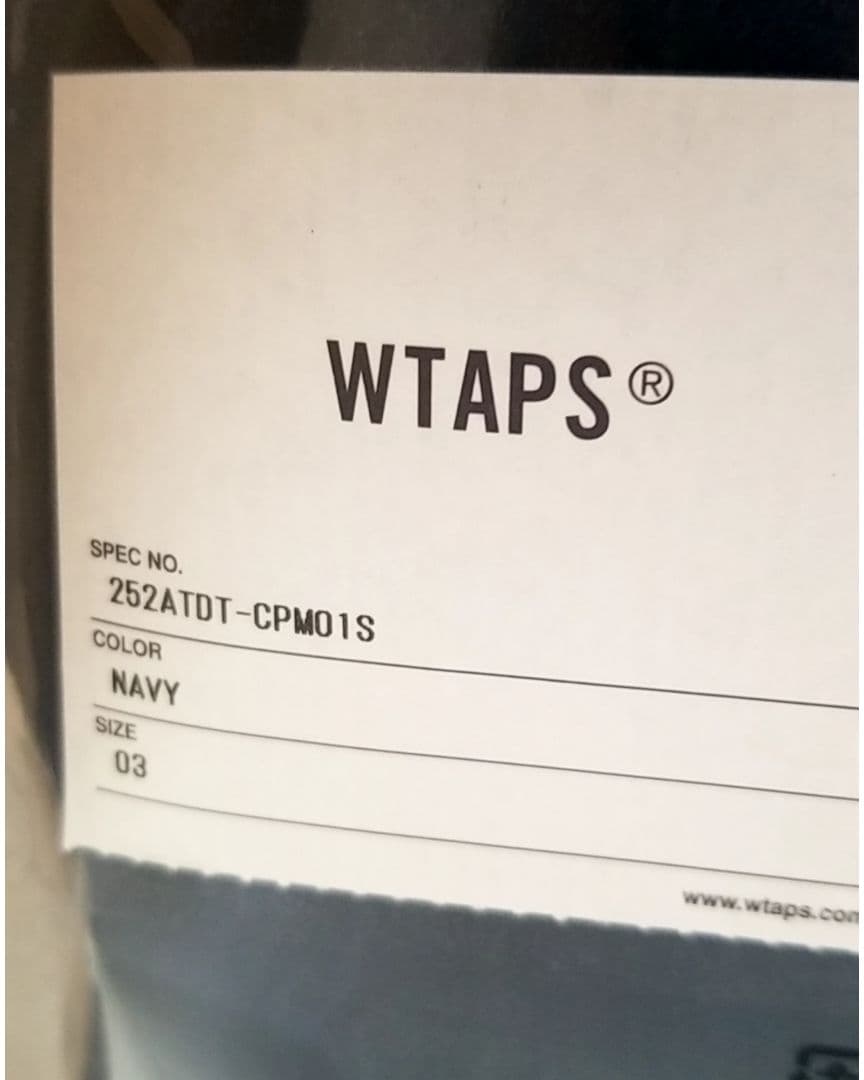 WTAPS®
SPEC NO.
252ATDT-CPM01S
COLOR
NAVY
SIZE
03
www.wtaps.com